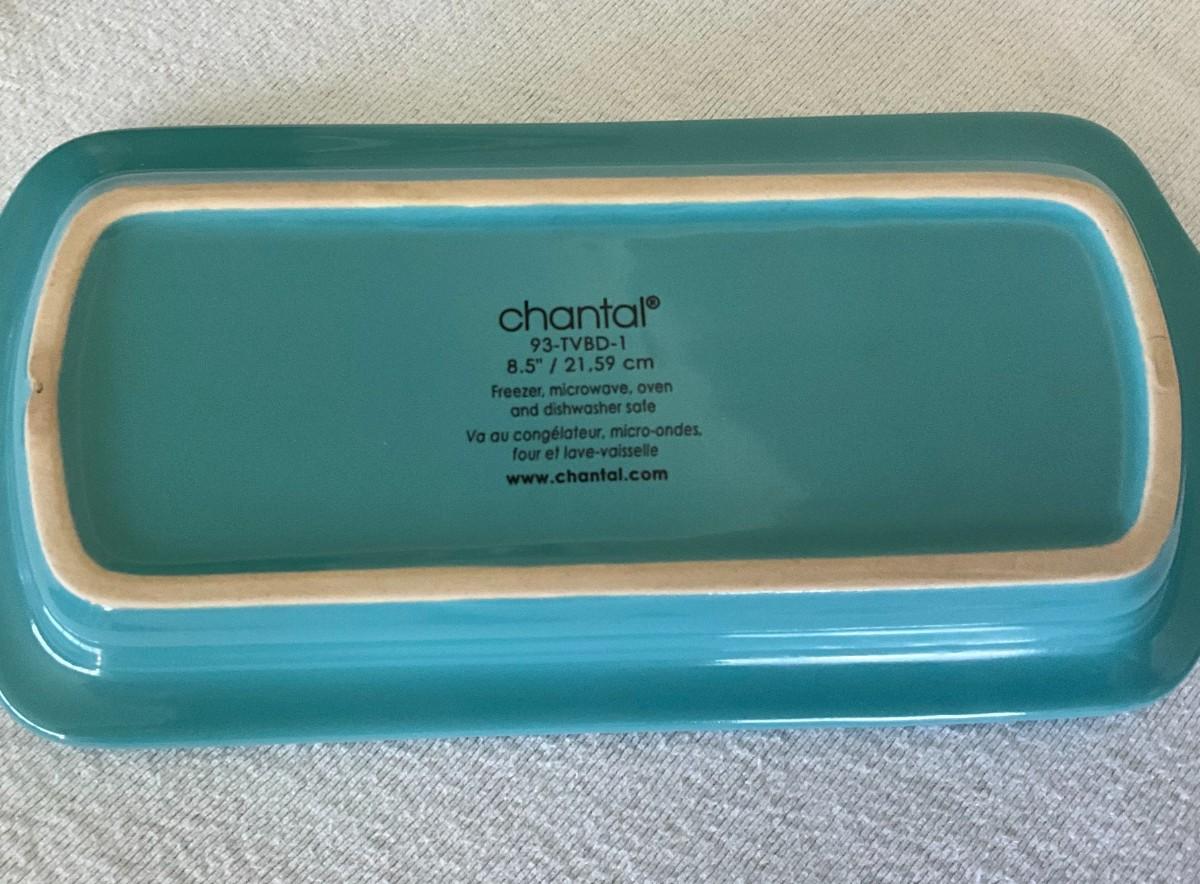 chantal®
93-TVBD-1
8.5" / 21,59 cm
Freezer, microwave, oven
and dishwasher safe
Va au congélateur, micro-ondes,
four et lave-vaisselle
www.chantal.com